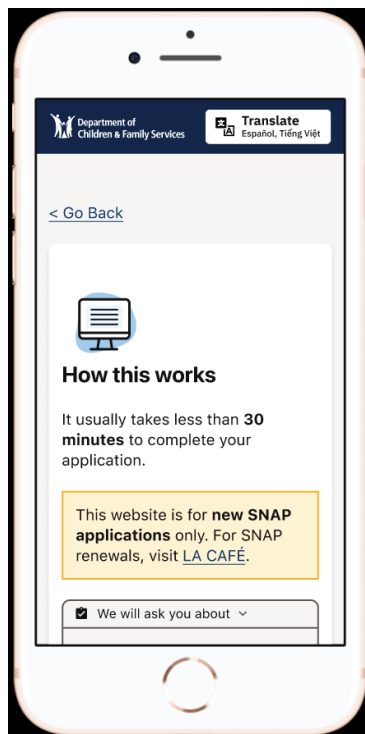 Department of
Children & Family Services
Translate
Español, Tiếng Việt
< Go Back
How this works
It usually takes less than 30
minutes to complete your
application.
This website is for new SNAP
applications only. For SNAP
renewals, visit LA CAFÉ.
We will ask you about